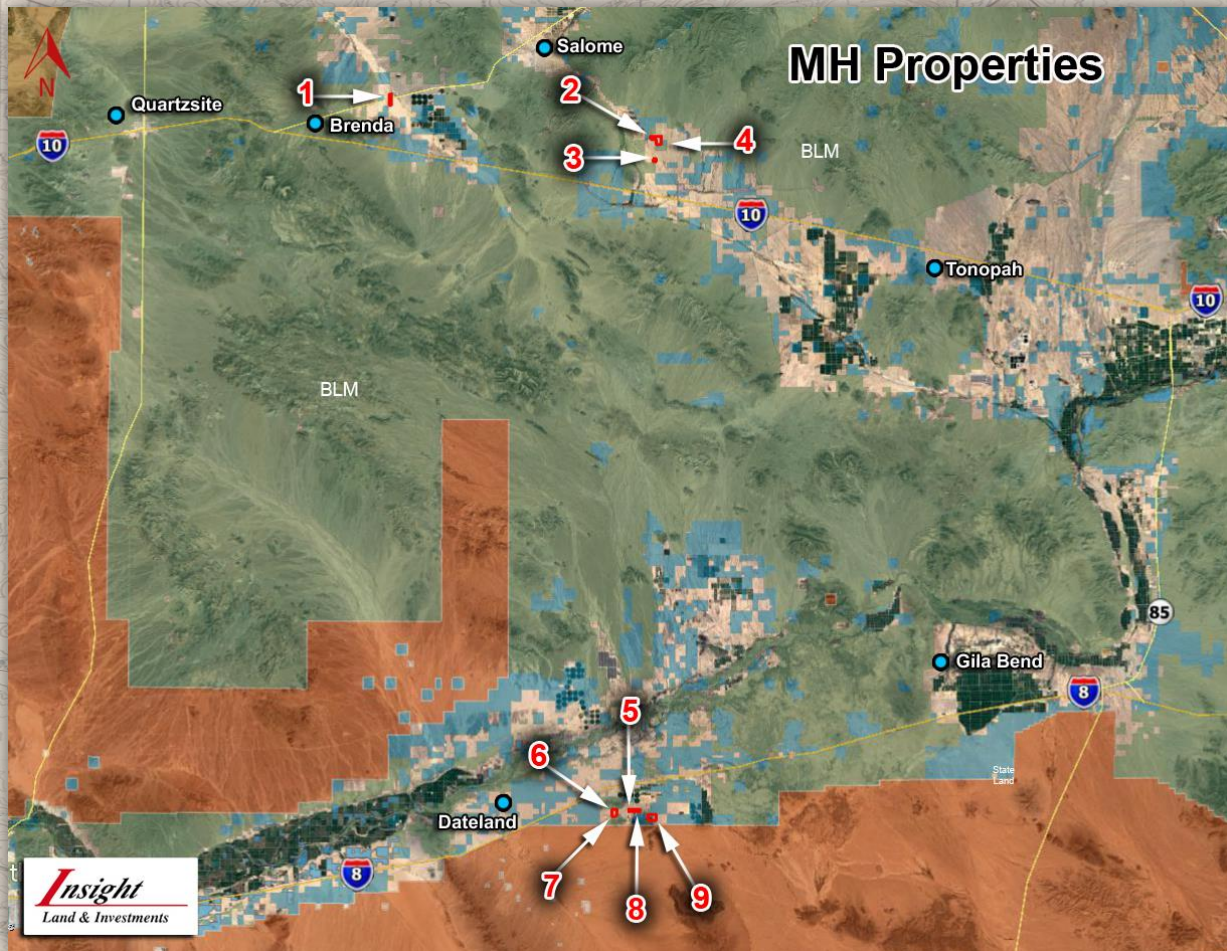 MH Properties
N
Salome
1
2
Quartzsite
Brenda
10
3
4
BLM
10
Tonopah
10
BLM
85
Gila Bend
8
5
6
State
Land
Dateland
7
8
9
8
Insight
Land & Investments